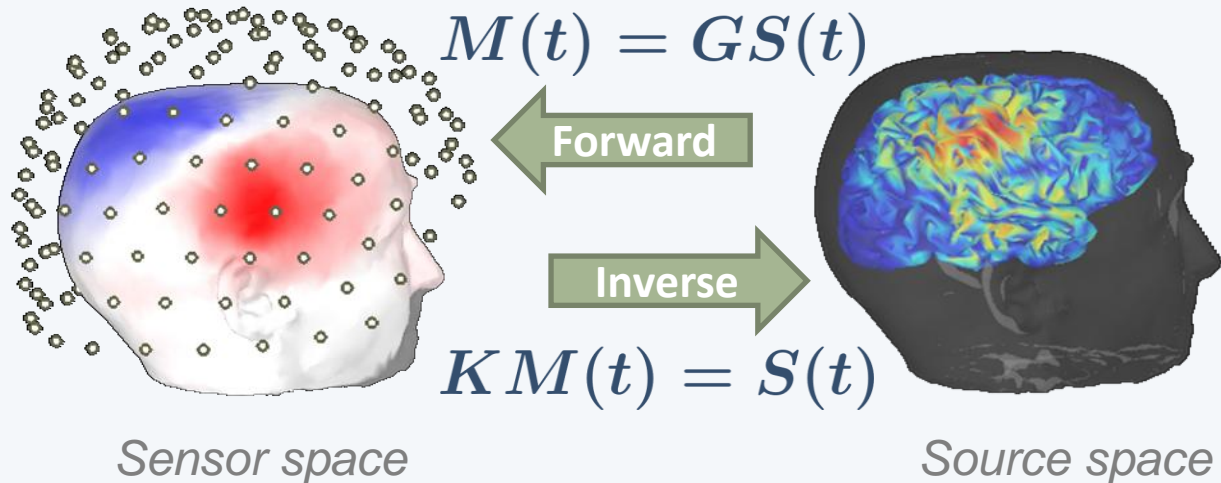 M(t) = GS(t)
Forward
Inverse
KM(t) = S(t)
Sensor space
Source space